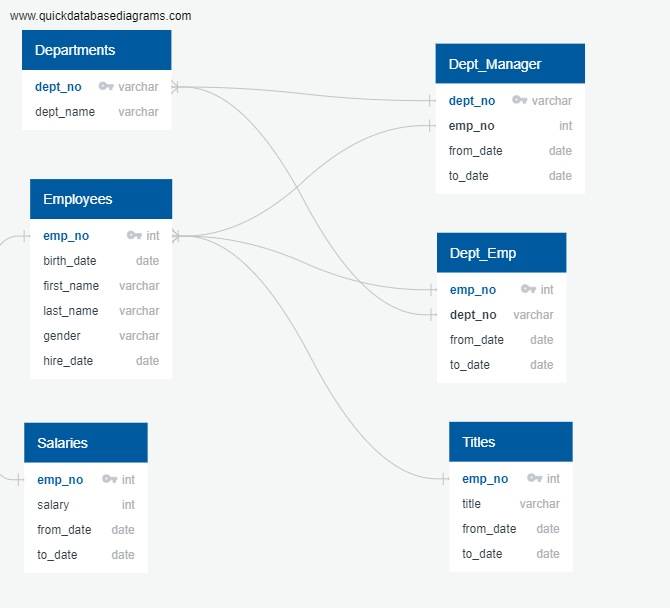 www.quickdatabasediagrams.com
Departments
dept_no varchar
dept_name varchar
Employees
emp_no int
birth_date date
first_name varchar
last_name varchar
gender varchar
hire_date date
Salaries
emp_no int
salary int
from_date date
to_date date
Dept_Manager
dept_no varchar
emp_no int
from_date date
to_date date
Dept_Emp
emp_no int
dept_no varchar
from_date date
to_date date
Titles
emp_no int
title varchar
from_date date
to_date date